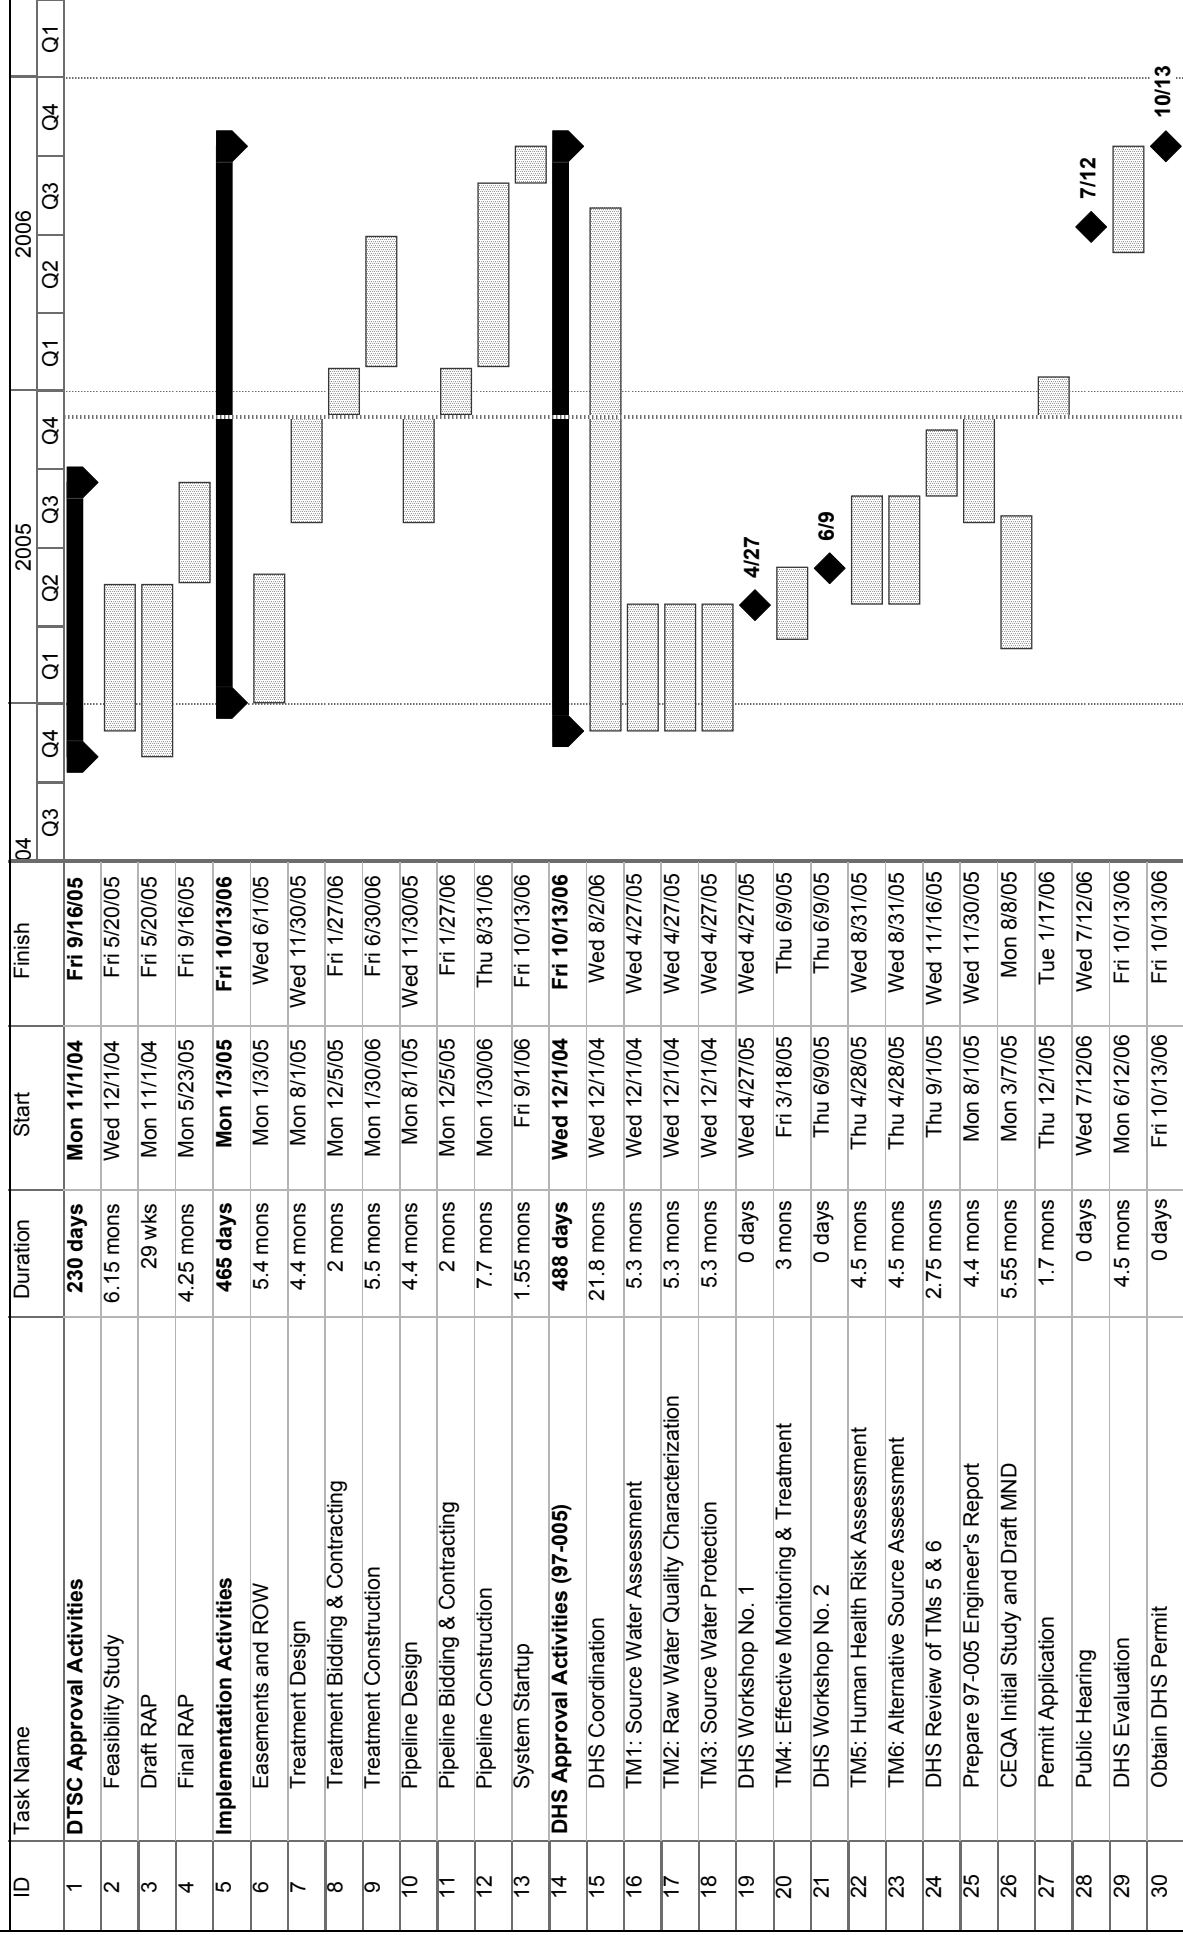 ID Task Name Duration Start Finish 04 2005 2006
Q3 Q4 Q1 Q2 Q3 Q4 Q1 Q2 Q3 Q4 Q1
1 DTSC Approval Activities 230 days Mon 11/1/04 Fri 9/16/05
2 Feasibility Study 6.15 mons Wed 12/1/04 Fri 5/20/05
3 Draft RAP 29 wks Mon 11/1/04 Fri 5/20/05
4 Final RAP 4.25 mons Mon 5/23/05 Fri 9/16/05
5 Implementation Activities 465 days Mon 1/3/05 Fri 10/13/06
6 Easements and ROW 5.4 mons Mon 1/3/05 Wed 6/1/05
7 Treatment Design 4.4 mons Mon 8/1/05 Wed 11/30/05
8 Treatment Bidding & Contracting 2 mons Mon 12/5/05 Fri 1/27/06
9 Treatment Construction 5.5 mons Mon 1/30/06 Fri 6/30/06
10 Pipeline Design 4.4 mons Mon 8/1/05 Wed 11/30/05
11 Pipeline Bidding & Contracting 2 mons Mon 12/5/05 Fri 1/27/06
12 Pipeline Construction 7.7 mons Mon 1/30/06 Thu 8/31/06
13 System Startup 1.55 mons Fri 9/1/06 Fri 10/13/06
14 DHS Approval Activities (97-005) 488 days Wed 12/1/04 Fri 10/13/06
15 DHS Coordination 21.8 mons Wed 12/1/04 Wed 8/2/06
16 TM1: Source Water Assessment 5.3 mons Wed 12/1/04 Wed 4/27/05
17 TM2: Raw Water Quality Characterization 5.3 mons Wed 12/1/04 Wed 4/27/05
18 TM3: Source Water Protection 5.3 mons Wed 12/1/04 Wed 4/27/05
19 DHS Workshop No. 1 0 days Wed 4/27/05 Wed 4/27/05 4/27
20 TM4: Effective Monitoring & Treatment 3 mons Fri 3/18/05 Thu 6/9/05
21 DHS Workshop No. 2 0 days Thu 6/9/05 Thu 6/9/05 6/9
22 TM5: Human Health Risk Assessment 4.5 mons Thu 4/28/05 Wed 8/31/05
23 TM6: Alternative Source Assessment 4.5 mons Thu 4/28/05 Wed 8/31/05
24 DHS Review of TMs 5 & 6 2.75 mons Thu 9/1/05 Wed 11/16/05
25 Prepare 97-005 Engineer's Report 4.4 mons Mon 8/1/05 Wed 11/30/05
26 CEQA Initial Study and Draft MND 5.55 mons Mon 3/7/05 Mon 8/8/05
27 Permit Application 1.7 mons Thu 12/1/05 Tue 1/17/06
28 Public Hearing 0 days Wed 7/12/06 Wed 7/12/06 7/12
29 DHS Evaluation 4.5 mons Mon 6/12/06 Fri 10/13/06
30 Obtain DHS Permit 0 days Fri 10/13/06 Fri 10/13/06 10/13